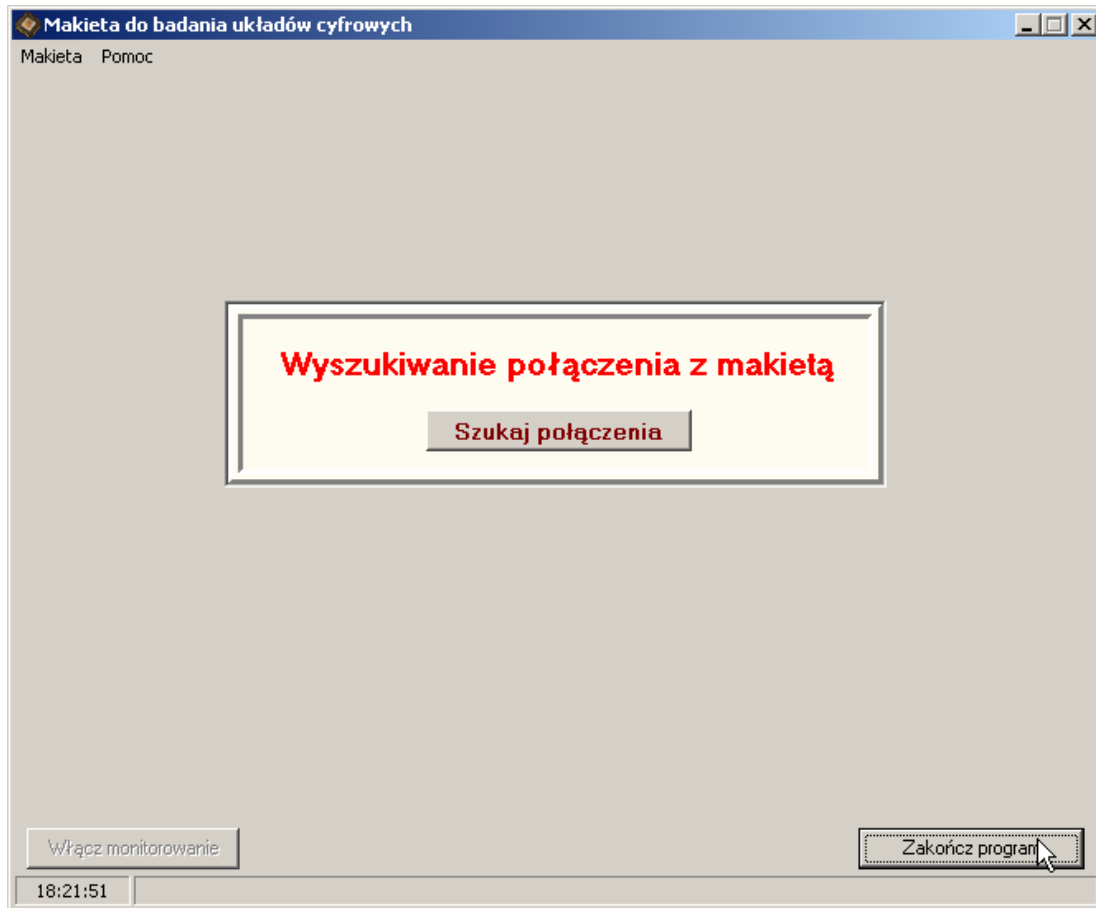 Makieta do badania układów cyfrowych
Makieta Pomoc
Wyszukiwanie połączenia z makietą
Szukaj połączenia
Włącz monitorowanie
Zakończ program
18:21:51